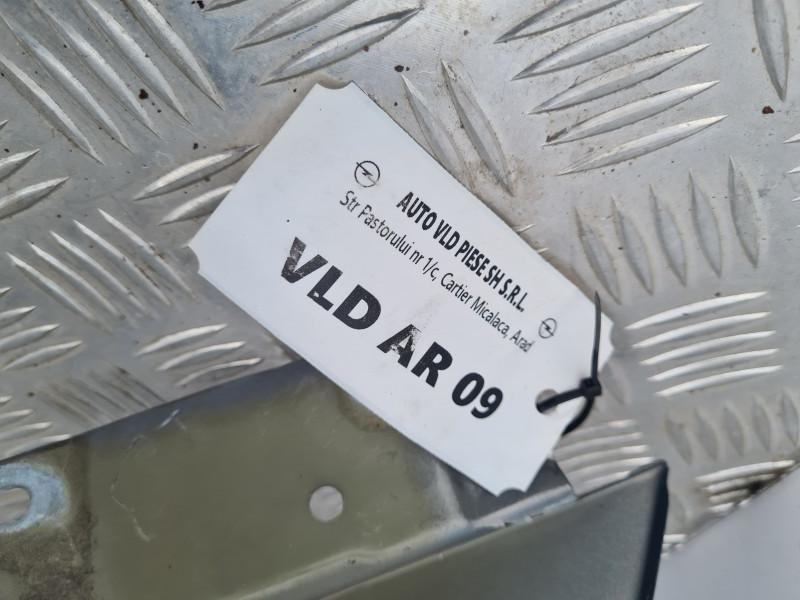 AUTO VLD PIESE SH S.R.L.
Str Pastorului nr 1/c, Cartier Micalaca, Arad
VLD AR 09